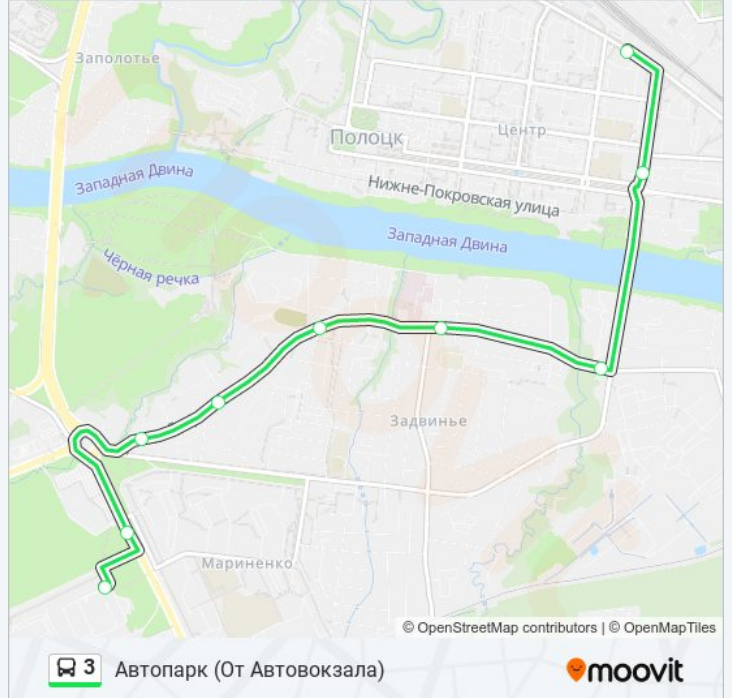 Заполотье
Полоцк
Центр
Западная Двина
Нижне-Покровская улица
Западная Двина
Чёрная речка
Задвинье
Мариненко
© OpenStreetMap contributors | © OpenMapTiles
3 Автопарк (От Автовокзала)
moovit